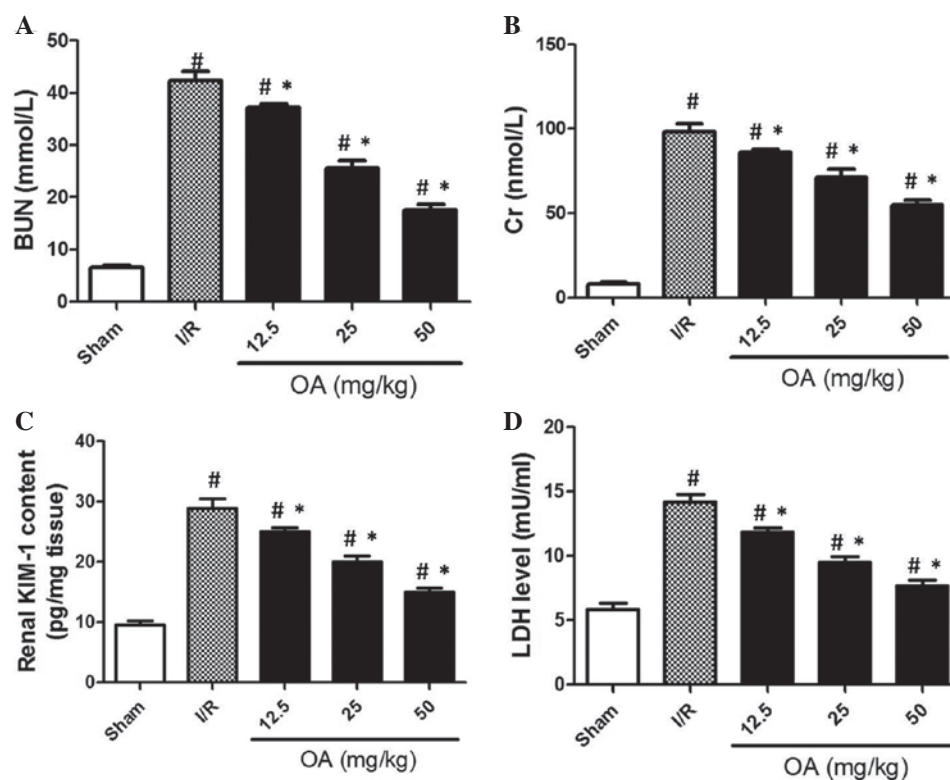 A
BUN (mmol/L)
50
40
30
20
10
0
#
# *
# *
# *
Sham
I/R
12.5
25
50
OA (mg/kg)
B
Cr (nmol/L)
150
100
50
0
#
# *
# *
# *
Sham
I/R
12.5
25
50
OA (mg/kg)
C
Renal KIM-1 content
(pg/mg tissue)
40
30
20
10
0
#
# *
# *
# *
Sham
I/R
12.5
25
50
OA (mg/kg)
D
LDH level (mU/ml)
20
15
10
5
0
#
# *
# *
# *
Sham
I/R
12.5
25
50
OA (mg/kg)